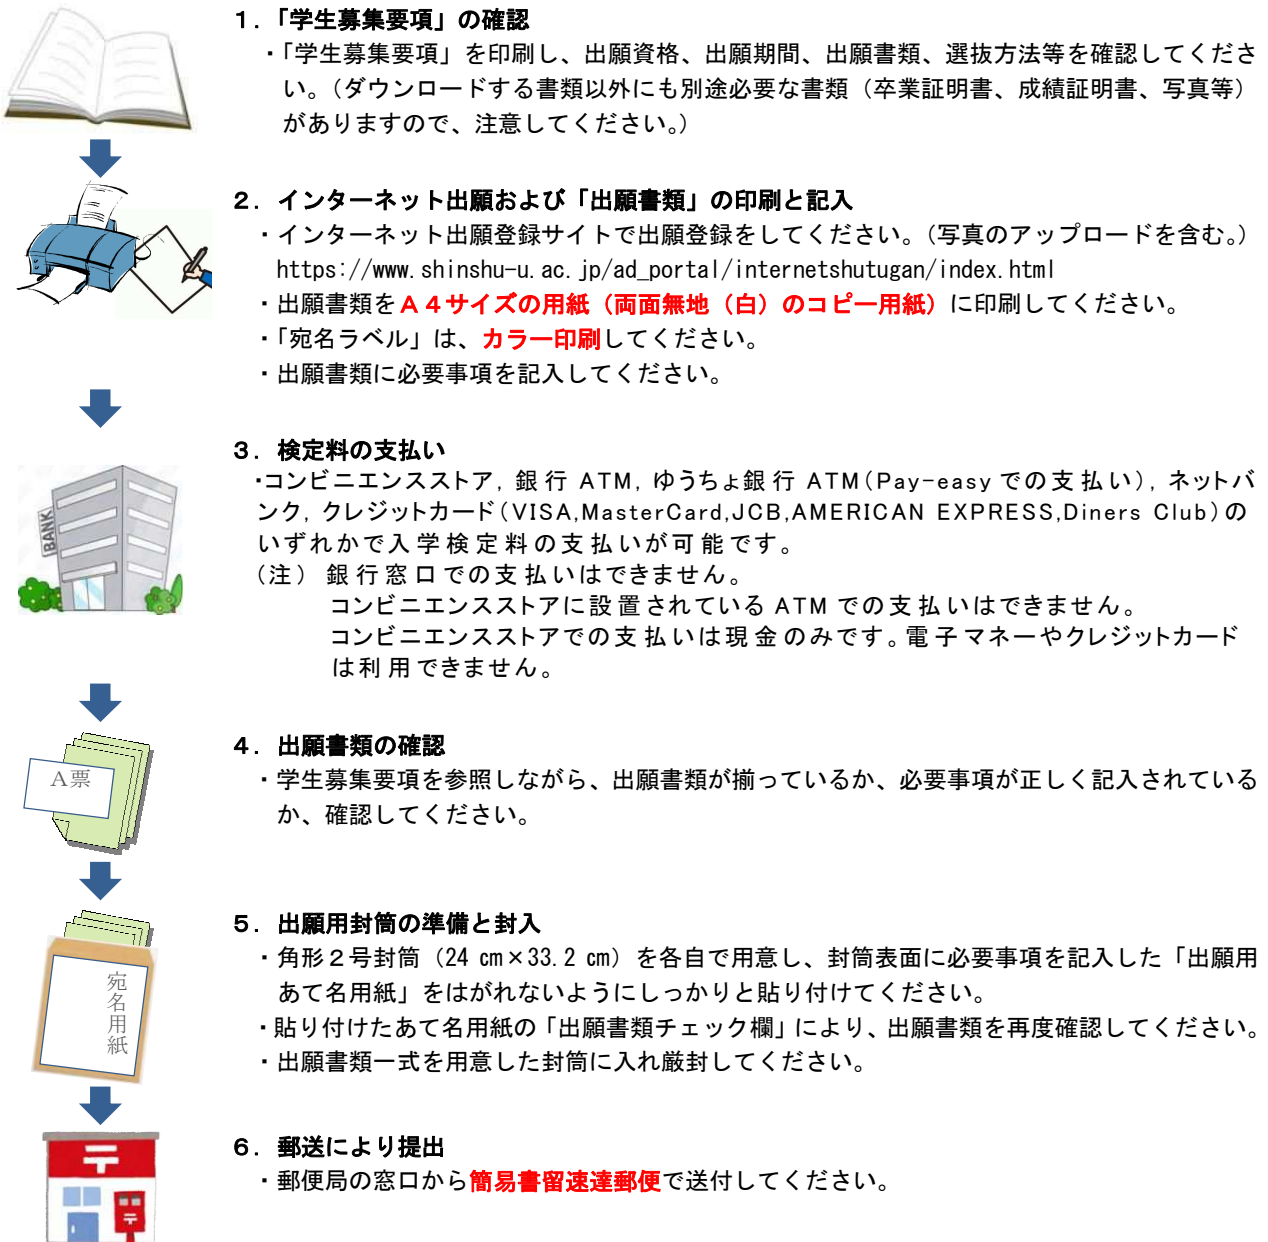 １．「学生募集要項」の確認
・「学生募集要項」を印刷し、出願資格、出願期間、出願書類、選抜方法等を確認してくださ
い。（ダウンロードする書類以外にも別途必要な書類（卒業証明書、成績証明書、写真等）
がありますので、注意してください。）
２．インターネット出願および「出願書類」の印刷と記入
・インターネット出願登録サイトで出願登録をしてください。（写真のアップロードを含む。）
https://www.shinshu-u.ac.jp/ad_portal/internetshutugan/index.html
・出願書類をＡ４サイズの用紙（両面無地（白）のコピー用紙）に印刷してください。
・「宛名ラベル」は、カラー印刷してください。
・出願書類に必要事項を記入してください。
３．検定料の支払い
・コンビニエンスストア, 銀行 ATM, ゆうちょ銀行 ATM（Pay-easy での支払い）, ネットバ
ンク, クレジットカード（VISA,MasterCard,JCB,AMERICAN EXPRESS,Diners Club）の
いずれかで入学検定料の支払いが可能です。
（注） 銀行窓口での支払いはできません。
コンビニエンスストアに設置されている ATM での支払いはできません。
コンビニエンスストアでの支払いは現金のみです。電子マネーやクレジットカード
は利用できません。
BANK
４．出願書類の確認
・学生募集要項を参照しながら、出願書類が揃っているか、必要事項が正しく記入されている
か、確認してください。
Ａ票
５．出願用封筒の準備と封入
・角形２号封筒（24 ㎝×33.2 ㎝）を各自で用意し、封筒表面に必要事項を記入した「出願用
あて名用紙」をはがれないようにしっかりと貼り付けてください。
・貼り付けたあて名用紙の「出願書類チェック欄」により、出願書類を再度確認してください。
・出願書類一式を用意した封筒に入れ厳封してください。
宛名用紙
６．郵送により提出
・郵便局の窓口から簡易書留速達郵便で送付してください。
〒
〒